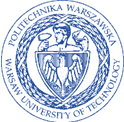 POLITECHNIKA WARSZAWSKA
WARSAW UNIVERSITY OF TECHNOLOGY